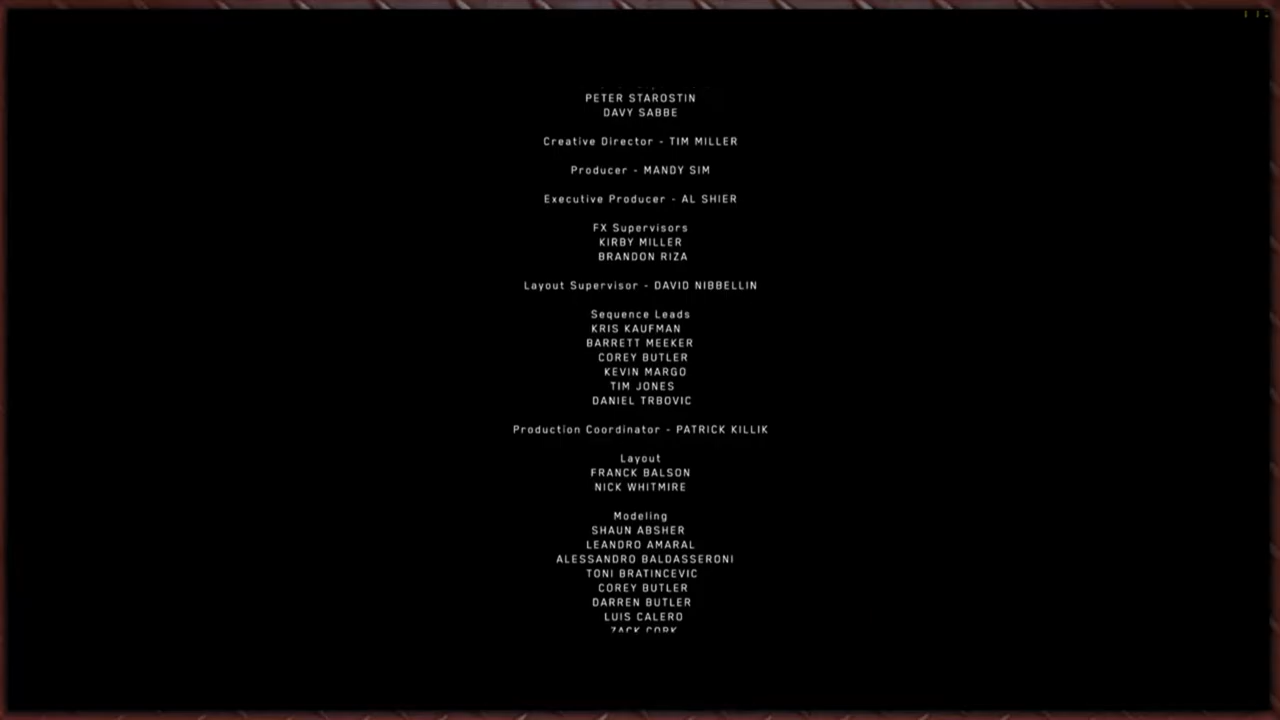 PETER STAROSTIN
DAVY SABBE
Creative Director - TIM MILLER
Producer - MANDY SIM
Executive Producer - AL SHIER
FX Supervisors
KIRBY MILLER
BRANDON RIZA
Layout Supervisor - DAVID NIBBELLIN
Sequence Leads
KRIS KAUFMAN
BARRETT MEEKER
COREY BUTLER
KEVIN MARGO
TIM JONES
DANIEL TRBOVIC
Production Coordinator - PATRICK KILLIK
Layout
FRANCK BALSON
NICK WHITMIRE
Modeling
SHAUN ABSHER
LEANDRO AMARAL
ALESSANDRO BALDASSERONI
TONI BRATINCEVIC
COREY BUTLER
DARREN BUTLER
LUIS CALERO
ZACK CORK